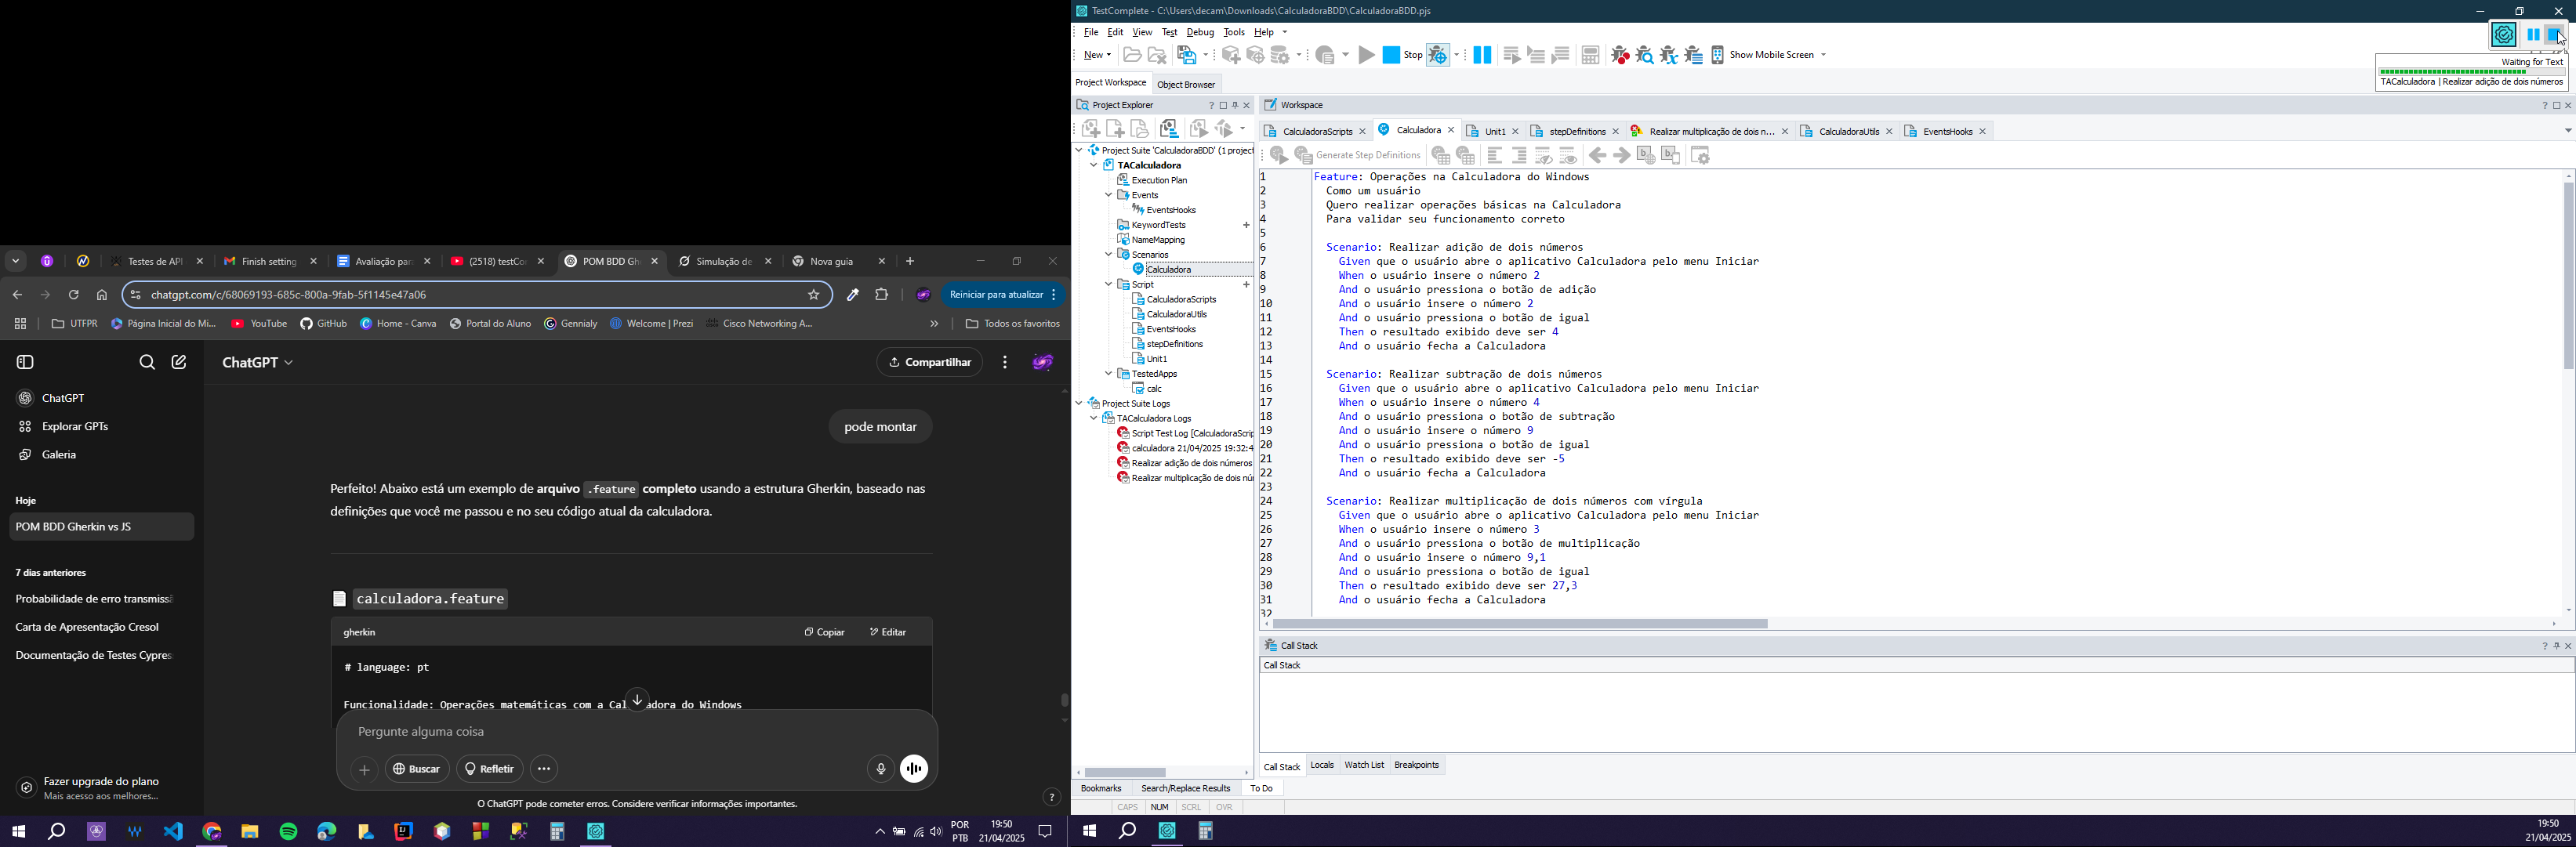 Testes de API
Finish setting
Avaliação par
(2518) testCo
POM BDD Gh
Simulação de
Nova guia
chatgpt.com/c/68069193-685c-800a-9fab-5f1145e47a06
Reiniciar para atualizar
UTFPR
Página Inicial do Mi...
YouTube
GitHub
Home - Canva
Portal do Aluno
Gennialy
Welcome | Prezi
Cisco Networking A...
»
Todos os favoritos
ChatGPT
Compartilhar
ChatGPT
Explorar GPTs
Galeria
Hoje
POM BDD Gherkin vs JS
7 dias anteriores
Probabilidade de erro transmiss
Carta de Apresentação Cresol
Documentação de Testes Cypres
Fazer upgrade do plano
Mais acesso aos melhores...
pode montar
Perfeito! Abaixo está um exemplo de arquivo .feature completo usando a estrutura Gherkin, baseado nas
definições que você me passou e no seu código atual da calculadora.
calculadora.feature
gherkin
Copiar
Editar
# language: pt
Funcionalidade: Operações matemáticas com a Cal adora do Windows
Pergunte alguma coisa
Buscar
Refletir
O ChatGPT pode cometer erros. Considere verificar informações importantes.
?
POR
PTB
19:50
21/04/2025
TestComplete - C:\Users\decam\Downloads\CalculadoraBDD\CalculadoraBDD.pjs
File Edit View Test Debug Tools Help
New
Stop
Show Mobile Screen
Waiting for Text
TACalculadora | Realizar adição de dois números
Project Workspace
Object Browser
Project Explorer
Project Suite 'CalculadoraBDD' (1 project
TACalculadora
Execution Plan
Events
EventsHooks
KeywordTests
NameMapping
Scenarios
Calculadora
Script
CalculadoraScripts
CalculadoraUtils
EventsHooks
stepDefinitions
Unit1
TestedApps
calc
Project Suite Logs
TACalculadora Logs
Script Test Log [CalculadoraScrip
calculadora 21/04/2025 19:32:4
Realizar adição de dois números
Realizar multiplicação de dois nú
Bookmarks
Search/Replace Results
To Do
CAPS NUM SCRL OVR
Workspace
CalculadoraScripts
Calculadora
Unit1
stepDefinitions
Realizar multiplicação de dois n...
CalculadoraUtils
EventsHooks
Generate Step Definitions
1 Feature: Operações na Calculadora do Windows
2 Como um usuário
3 Quero realizar operações básicas na Calculadora
4 Para validar seu funcionamento correto
5
6 Scenario: Realizar adição de dois números
7 Given que o usuário abre o aplicativo Calculadora pelo menu Iniciar
8 When o usuário insere o número 2
9 And o usuário pressiona o botão de adição
10 And o usuário insere o número 2
11 And o usuário pressiona o botão de igual
12 Then o resultado exibido deve ser 4
13 And o usuário fecha a Calculadora
14
15 Scenario: Realizar subtração de dois números
16 Given que o usuário abre o aplicativo Calculadora pelo menu Iniciar
17 When o usuário insere o número 4
18 And o usuário pressiona o botão de subtração
19 And o usuário insere o número 9
20 And o usuário pressiona o botão de igual
21 Then o resultado exibido deve ser -5
22 And o usuário fecha a Calculadora
23
24 Scenario: Realizar multiplicação de dois números com vírgula
25 Given que o usuário abre o aplicativo Calculadora pelo menu Iniciar
26 When o usuário insere o número 3
27 And o usuário pressiona o botão de multiplicação
28 And o usuário insere o número 9,1
29 And o usuário pressiona o botão de igual
30 Then o resultado exibido deve ser 27,3
31 And o usuário fecha a Calculadora
32
Call Stack
Call Stack
Call Stack
Locals
Watch List
Breakpoints
19:50
21/04/2025